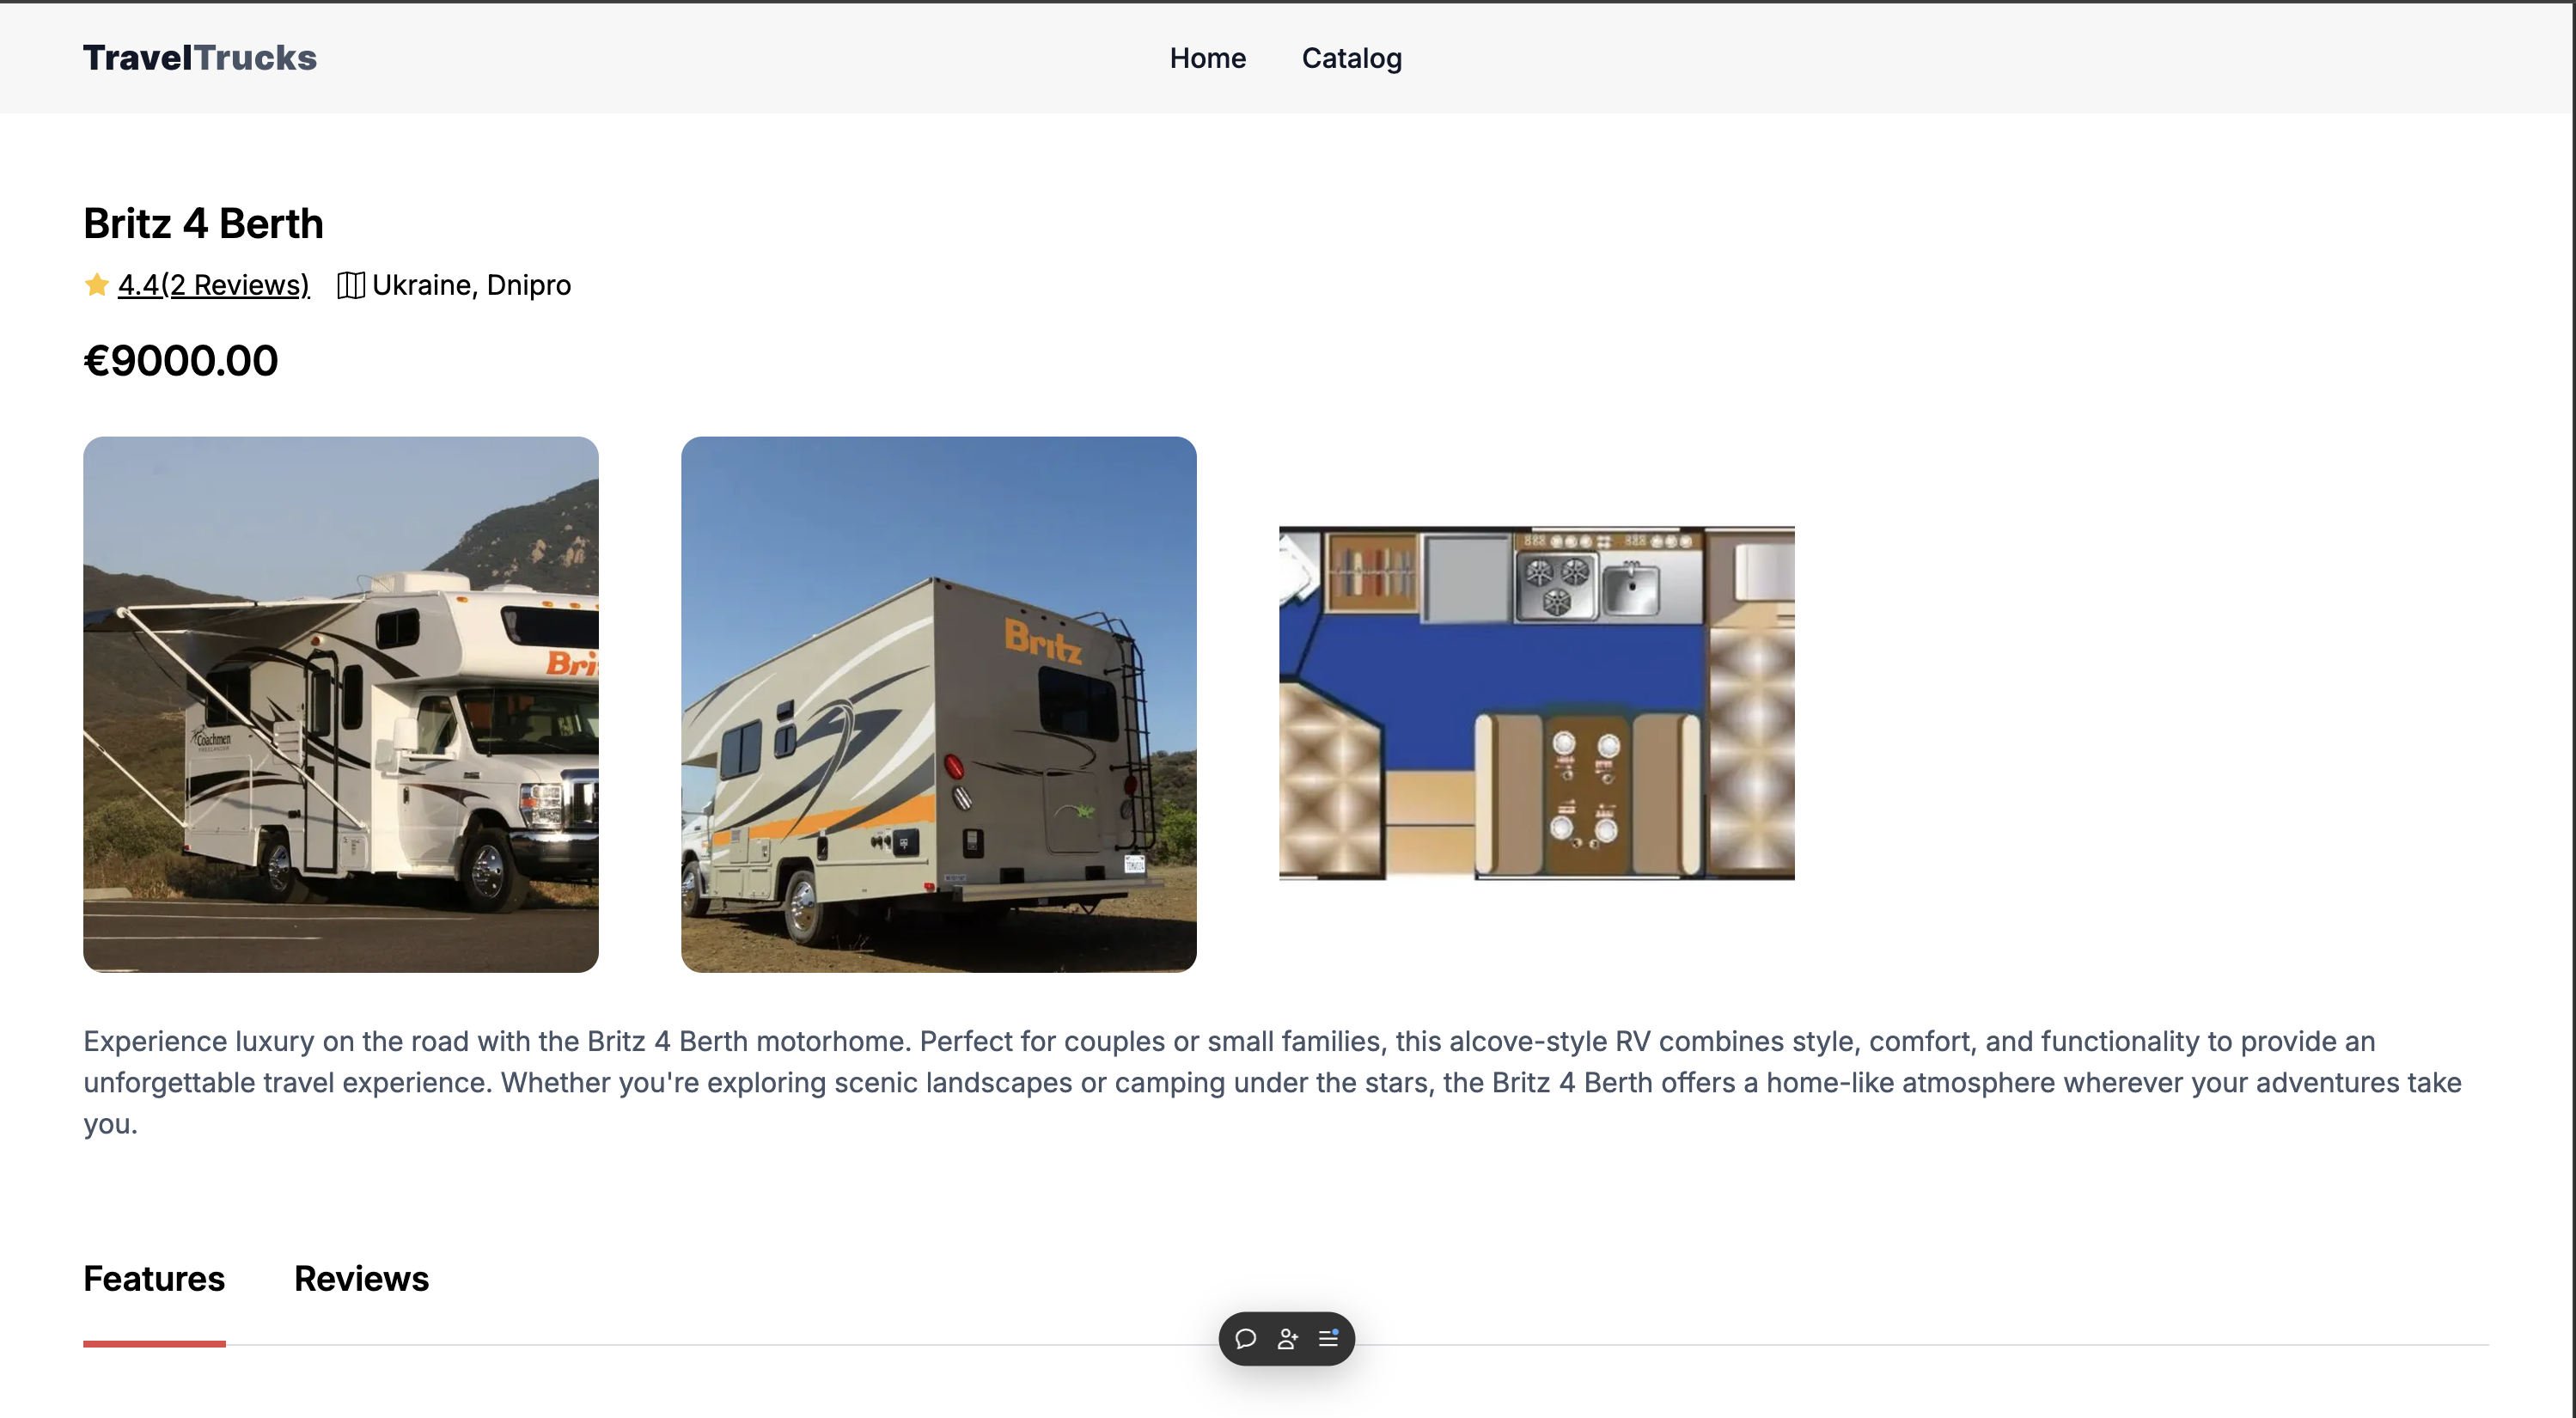 TravelTrucks
Home
Catalog
Britz 4 Berth
4.4(2 Reviews)
Ukraine, Dnipro
€9000.00
Bri
Coachmen
Britz
Experience luxury on the road with the Britz 4 Berth motorhome. Perfect for couples or small families, this alcove-style RV combines style, comfort, and functionality to provide an
unforgettable travel experience. Whether you're exploring scenic landscapes or camping under the stars, the Britz 4 Berth offers a home-like atmosphere wherever your adventures take
you.
Features
Reviews